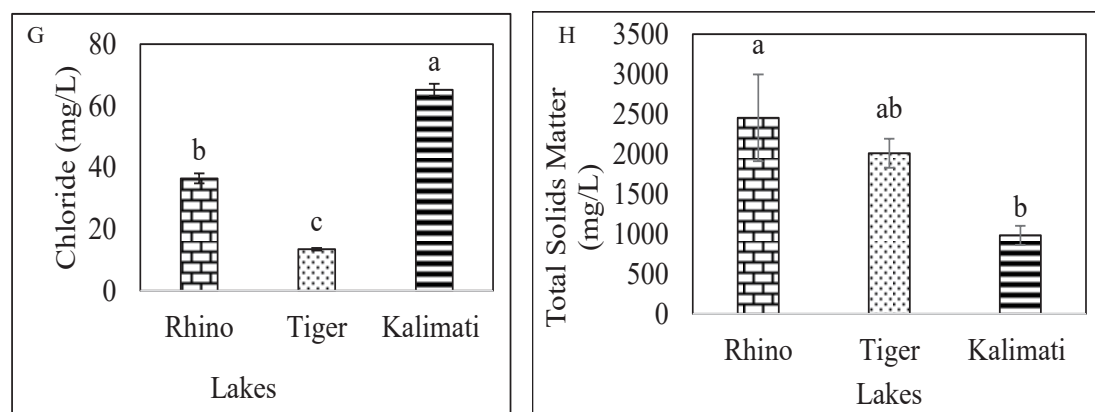 G
Chloride (mg/L)
80
60
40
20
0
b
c
a
Rhino Tiger Kalimati
Lakes
H
Total Solids Matter
(mg/L)
3500
3000
2500
2000
1500
1000
500
0
a
ab
b
Rhino Tiger Kalimati
Lakes